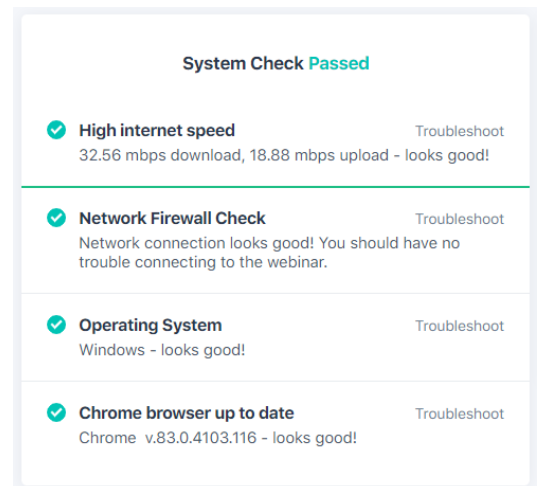 System Check Passed
High internet speed Troubleshoot
32.56 mbps download, 18.88 mbps upload - looks good!
Network Firewall Check Troubleshoot
Network connection looks good! You should have no
trouble connecting to the webinar.
Operating System Troubleshoot
Windows - looks good!
Chrome browser up to date Troubleshoot
Chrome  v.83.0.4103.116 - looks good!